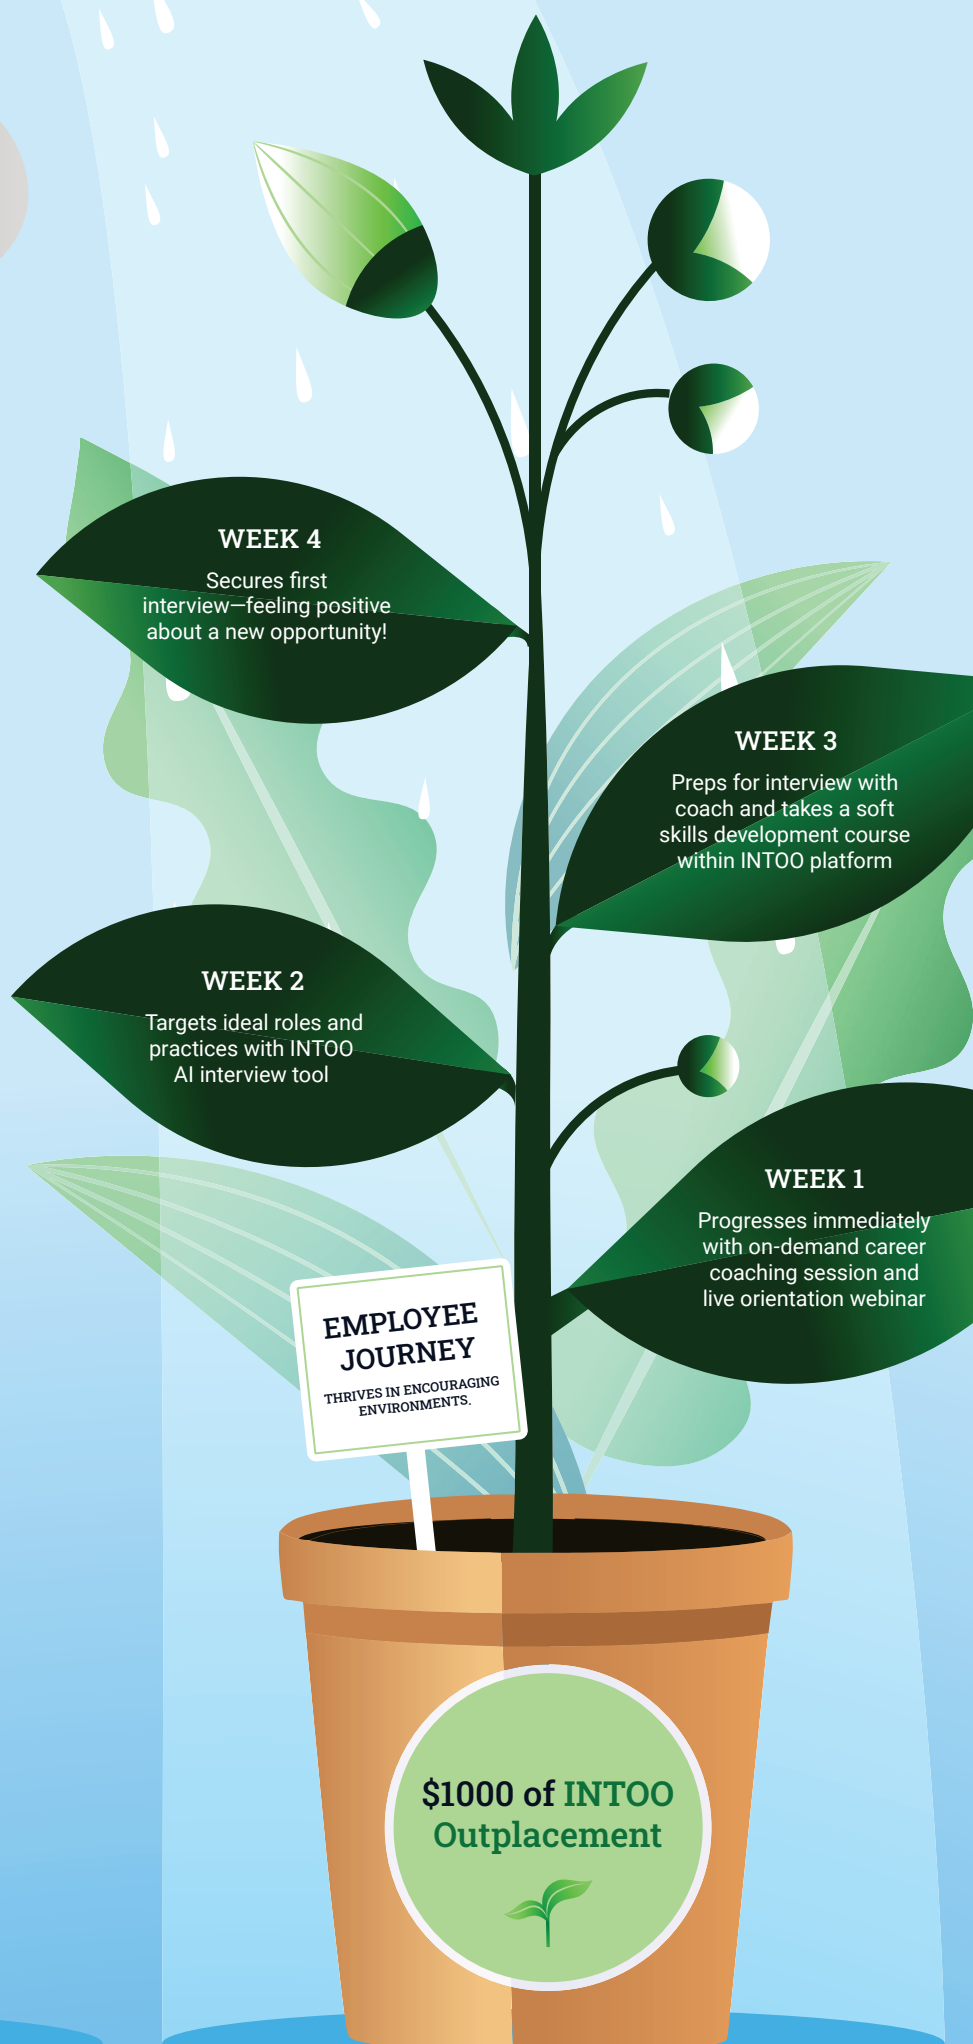 WEEK 4
Secures first
interview—feeling positive
about a new opportunity!
WEEK 3
Preps for interview with
coach and takes a soft
skills development course
within INTOO platform
WEEK 2
Targets ideal roles and
practices with INTOO
AI interview tool
WEEK 1
Progresses immediately
with on-demand career
coaching session and
live orientation webinar
EMPLOYEE
JOURNEY
THRIVES IN ENCOURAGING
ENVIRONMENTS.
$1000 of INTOO
Outplacement